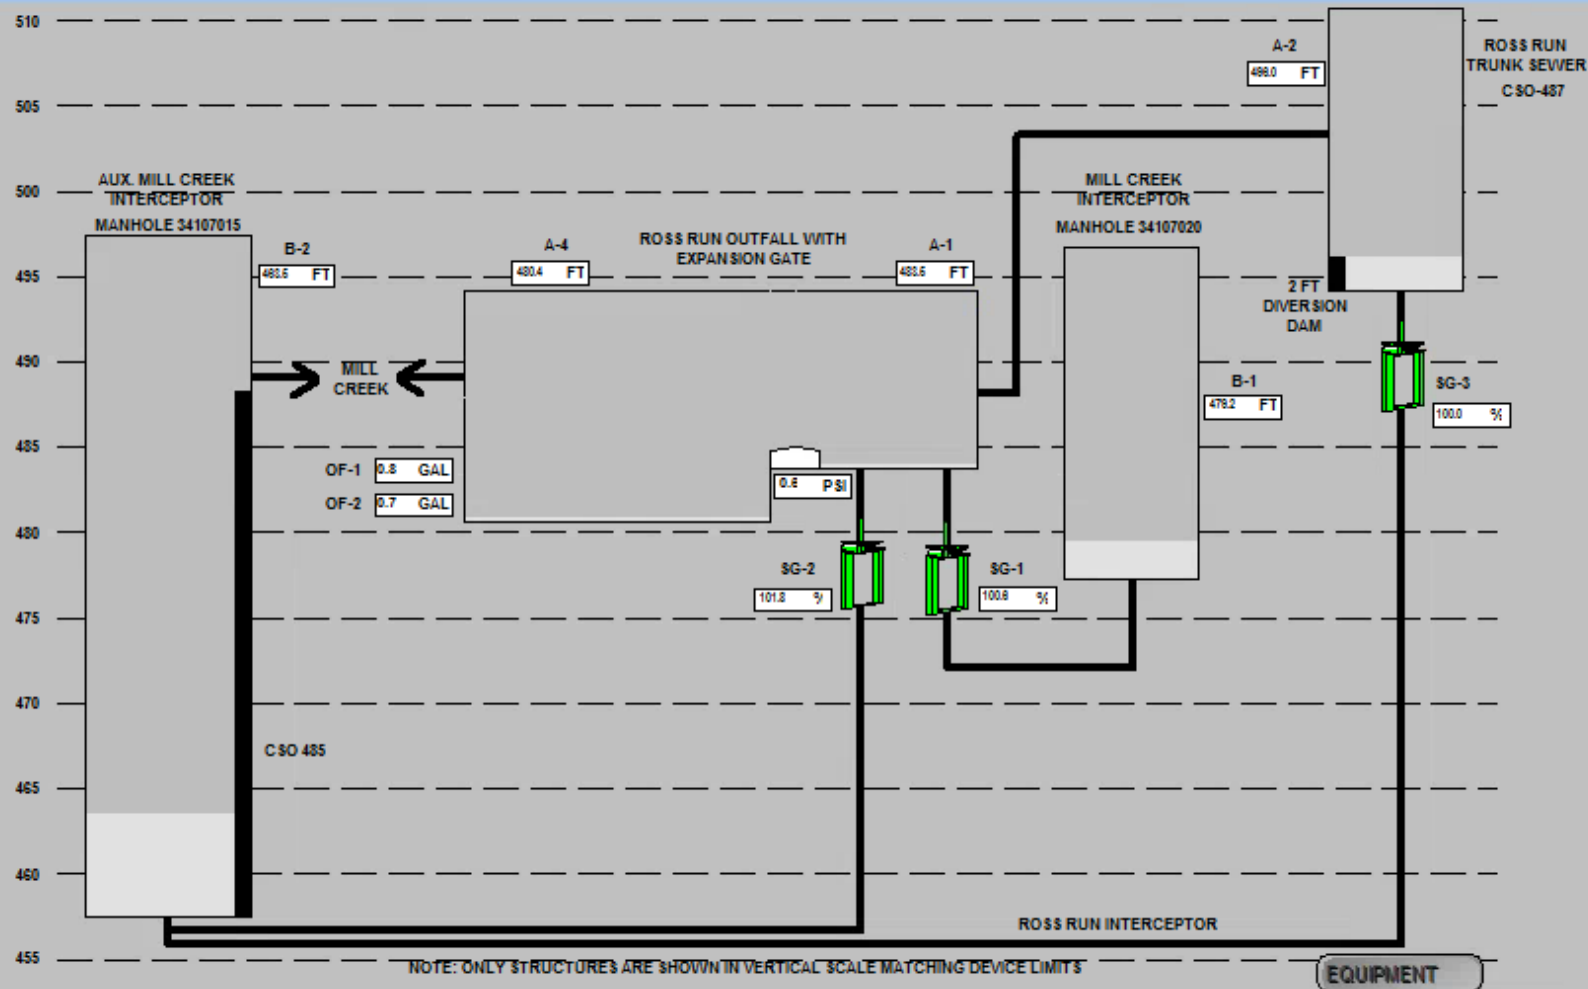 510
505
500
495
490
485
480
475
470
465
460
455
AUX. MILL CREEK
INTERCEPTOR
MANHOLE 34107015
B-2
463.5 FT
MILL
CREEK
CSO 485
A-4
480.4 FT
ROSS RUN OUTFALL WITH
EXPANSION GATE
A-1
483.5 FT
OF-1 0.8 GAL
OF-2 0.7 GAL
0.6 PSI
SG-2
101.8 %
SG-1
100.6 %
MILL CREEK
INTERCEPTOR
MANHOLE 34107020
B-1
479.2 FT
A-2
496.0 FT
ROSS RUN
TRUNK SEWER
CSO-487
2 FT
DIVERSION
DAM
SG-3
100.0 %
ROSS RUN INTERCEPTOR
NOTE: ONLY STRUCTURES ARE SHOWN IN VERTICAL SCALE MATCHING DEVICE LIMITS
EQUIPMENT